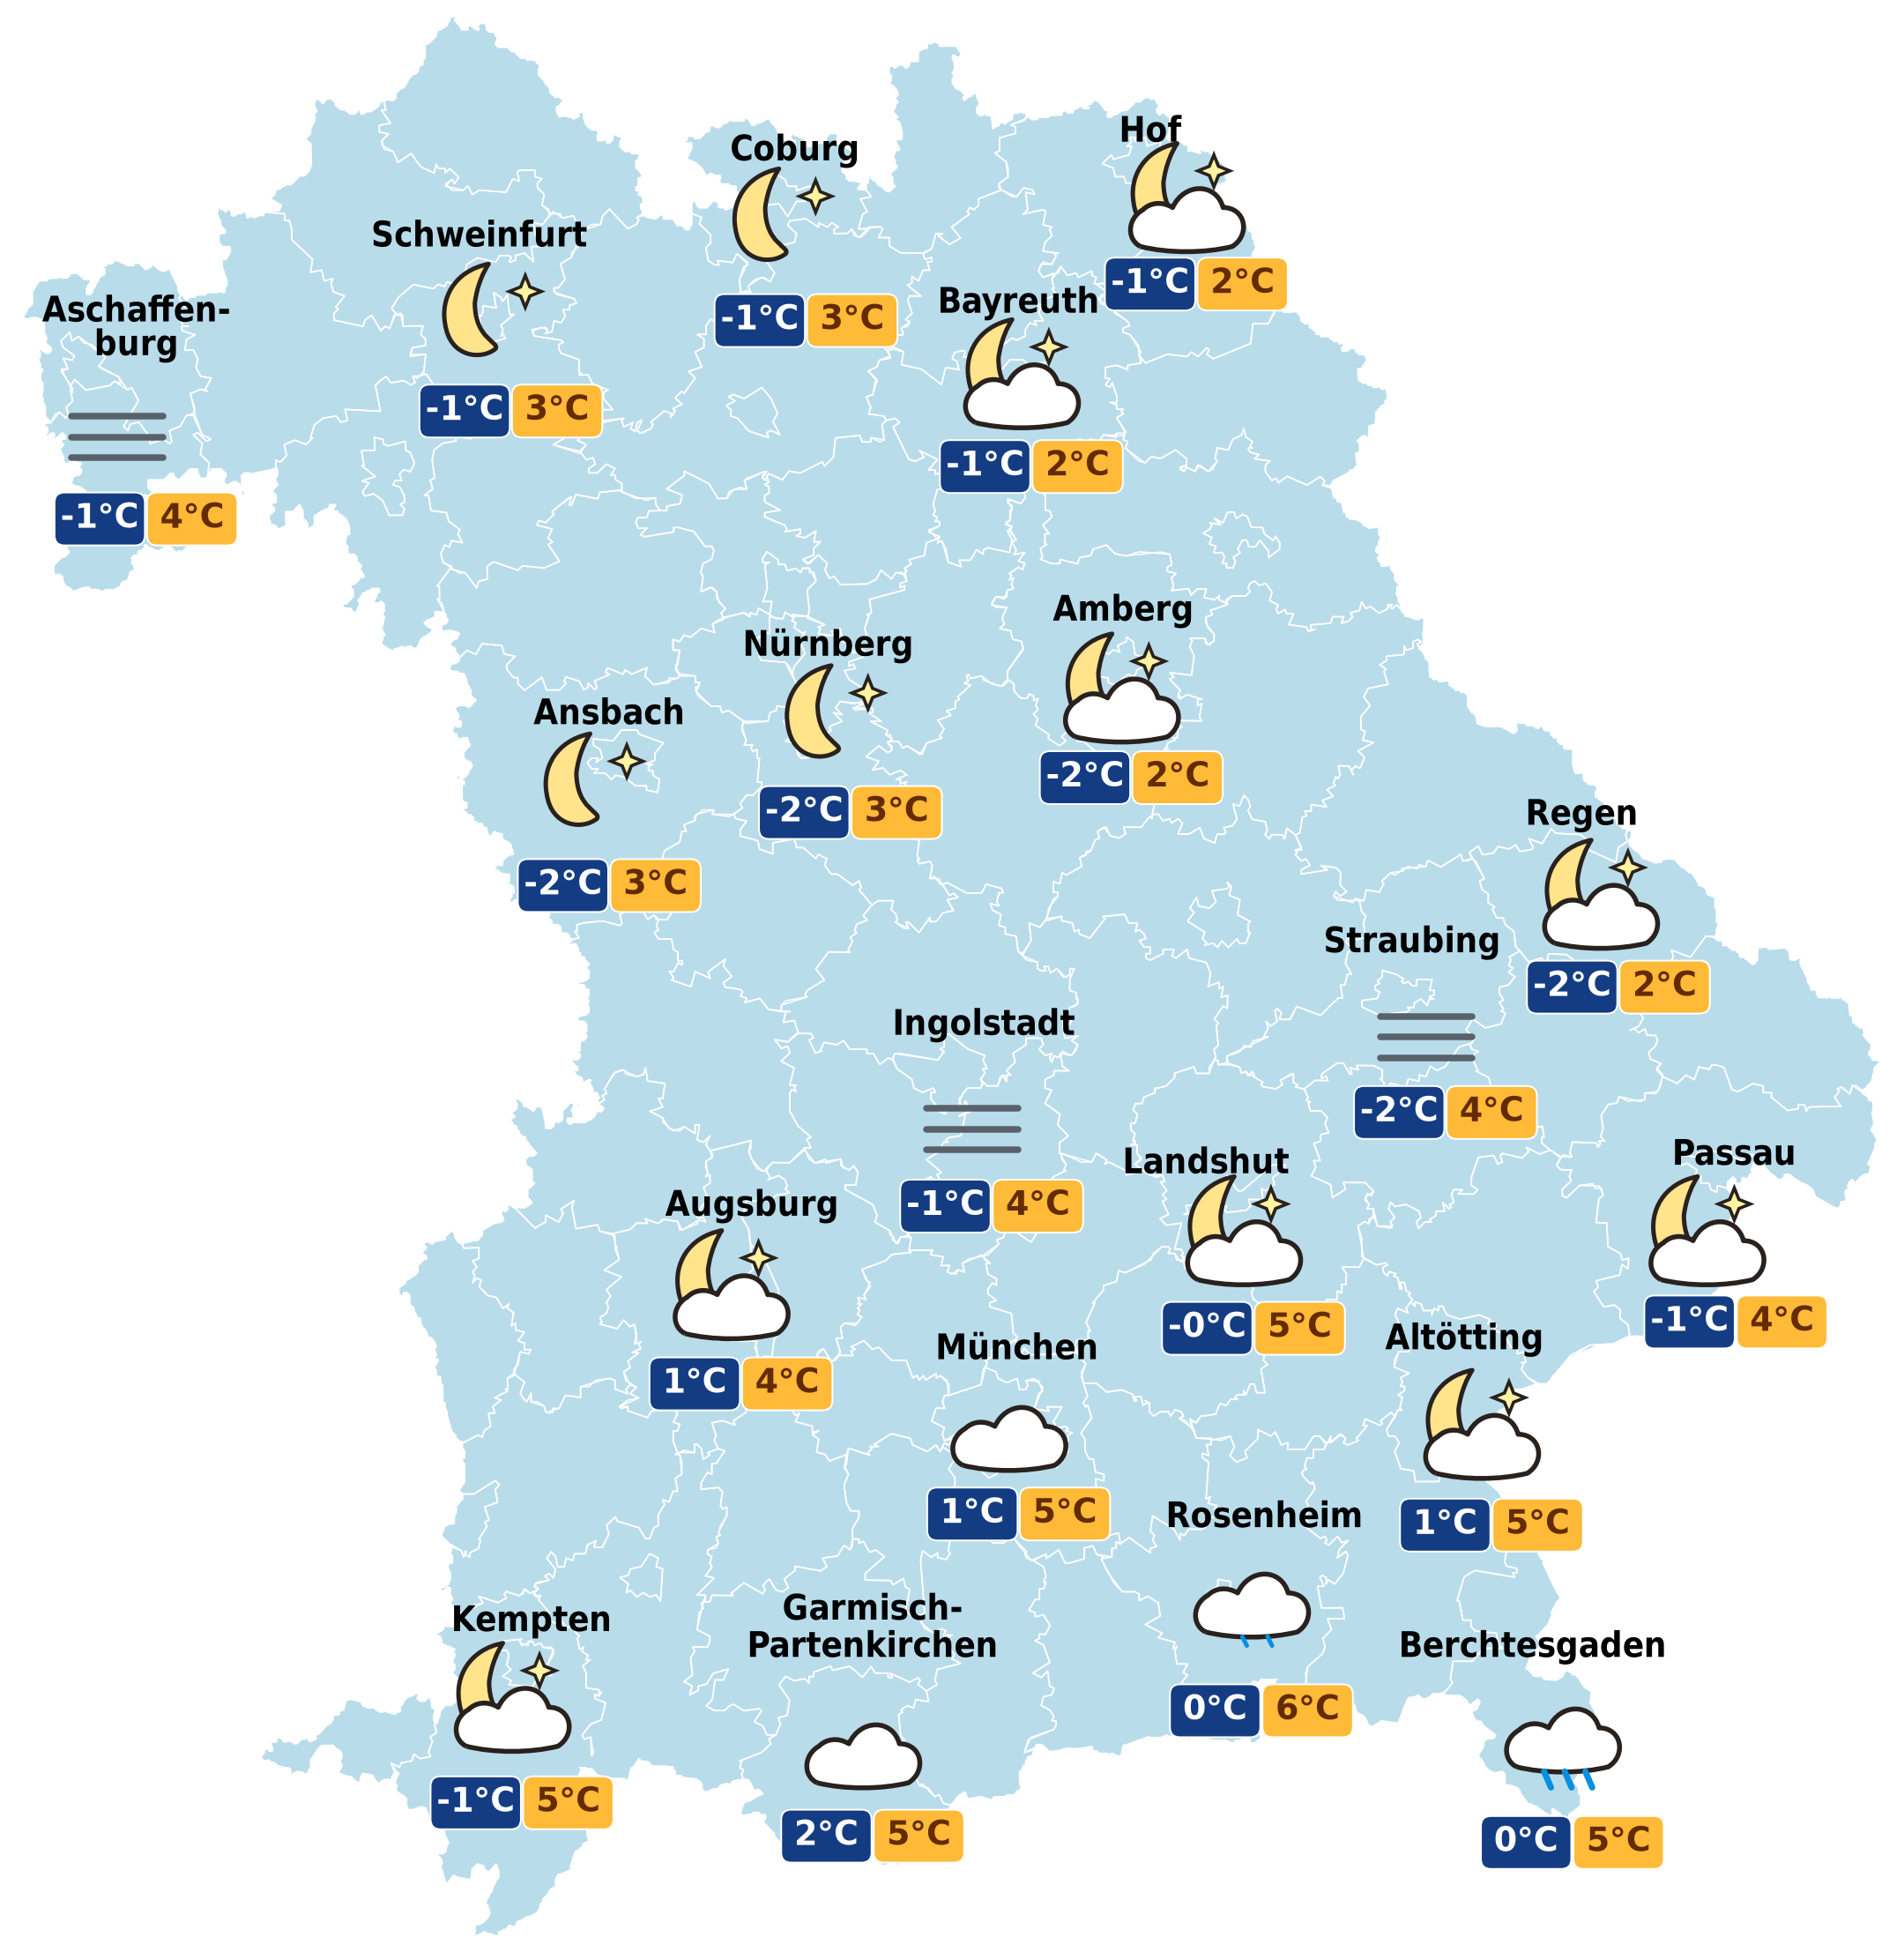 Hof
-1°C 2°C
Coburg
-1°C 3°C
Schweinfurt
-1°C 3°C
Aschaffen-
burg
-1°C 4°C
Bayreuth
-1°C 2°C
Amberg
-2°C 2°C
Nürnberg
-2°C 3°C
Ansbach
-2°C 3°C
Regen
-2°C 2°C
Straubing
-2°C 4°C
Ingolstadt
-1°C 4°C
Landshut
-0°C 5°C
Passau
-1°C 4°C
Augsburg
1°C 4°C
München
1°C 5°C
Altötting
1°C 5°C
Rosenheim
0°C 6°C
Kempten
-1°C 5°C
Garmisch-
Partenkirchen
2°C 5°C
Berchtesgaden
0°C 5°C